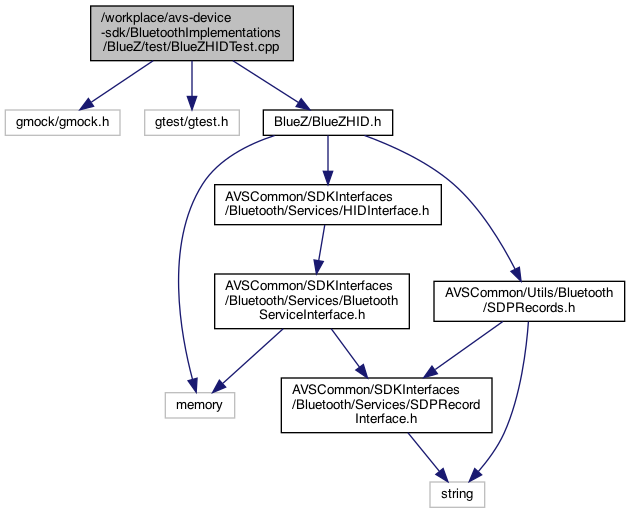 /workplace/avs-device
-sdk/BluetoothImplementations
/BlueZ/test/BlueZHIDTest.cpp
gmock/gmock.h
gtest/gtest.h
BlueZ/BlueZHID.h
AVSCommon/SDKInterfaces
/Bluetooth/Services/HIDInterface.h
AVSCommon/SDKInterfaces
/Bluetooth/Services/Bluetooth
ServiceInterface.h
AVSCommon/Utils/Bluetooth
/SDPRecords.h
memory
AVSCommon/SDKInterfaces
/Bluetooth/Services/SDPRecord
Interface.h
string